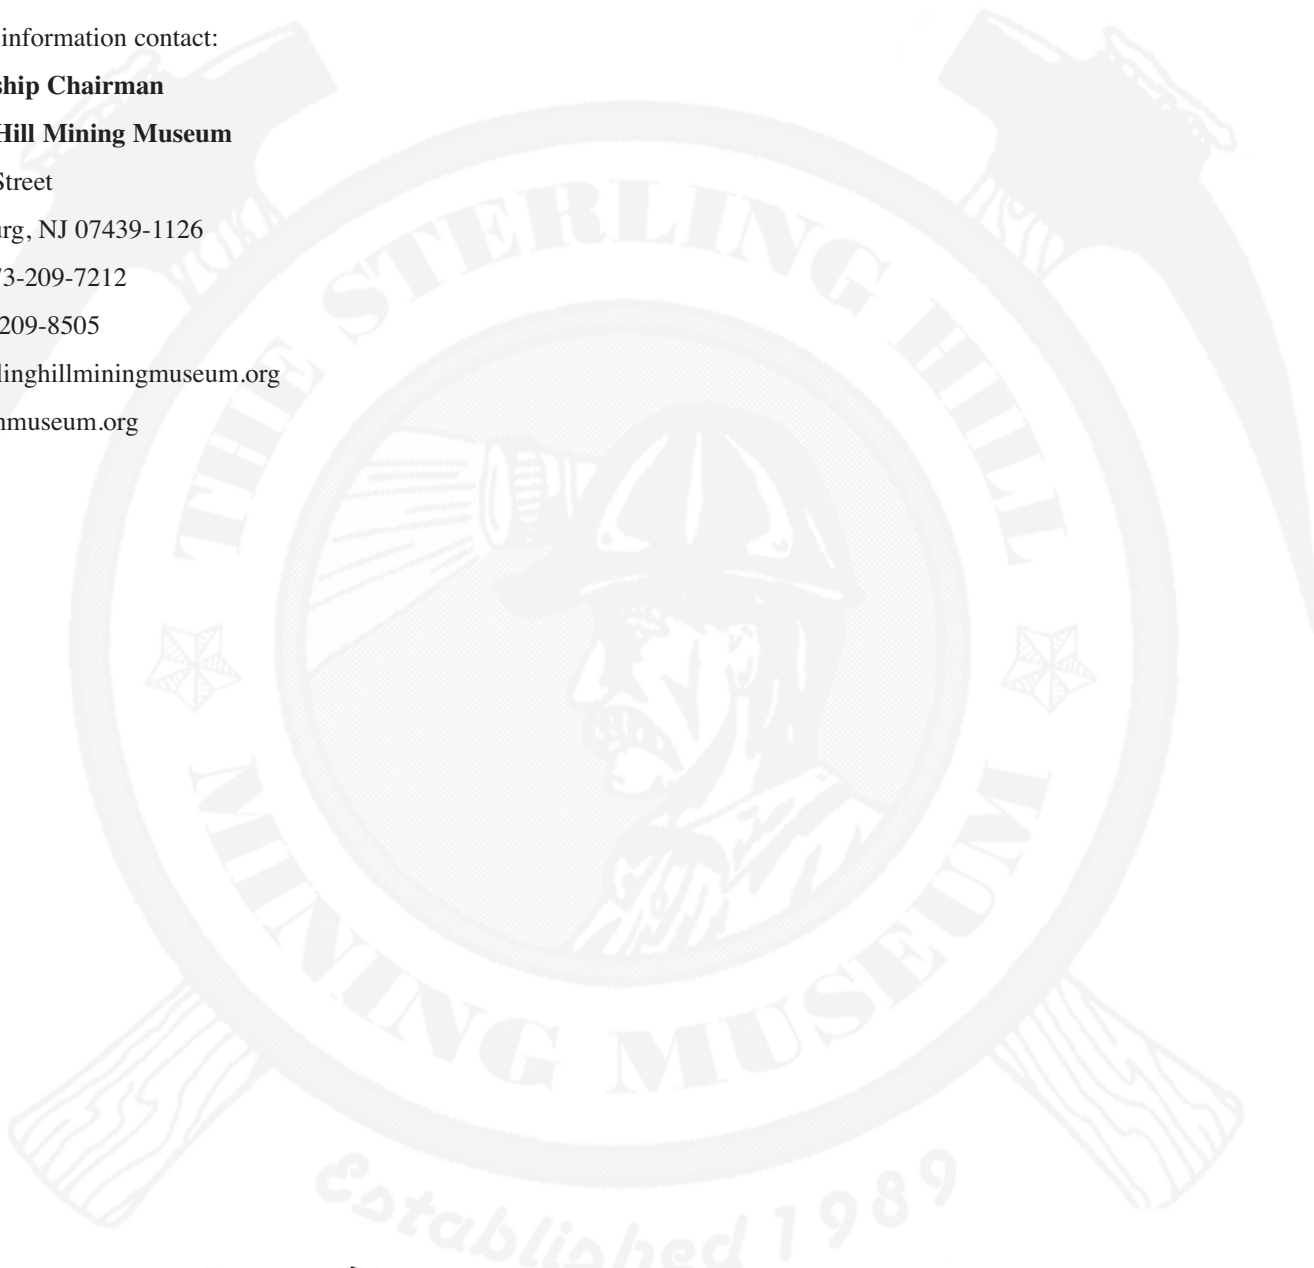 information contact:
ship Chairman
Hill Mining Museum
Street
urg, NJ 07439-1126
73-209-7212
209-8505
linghillminingmuseum.org
nmuseum.org
THE STERLING HILL
MINING MUSEUM
Established 1989